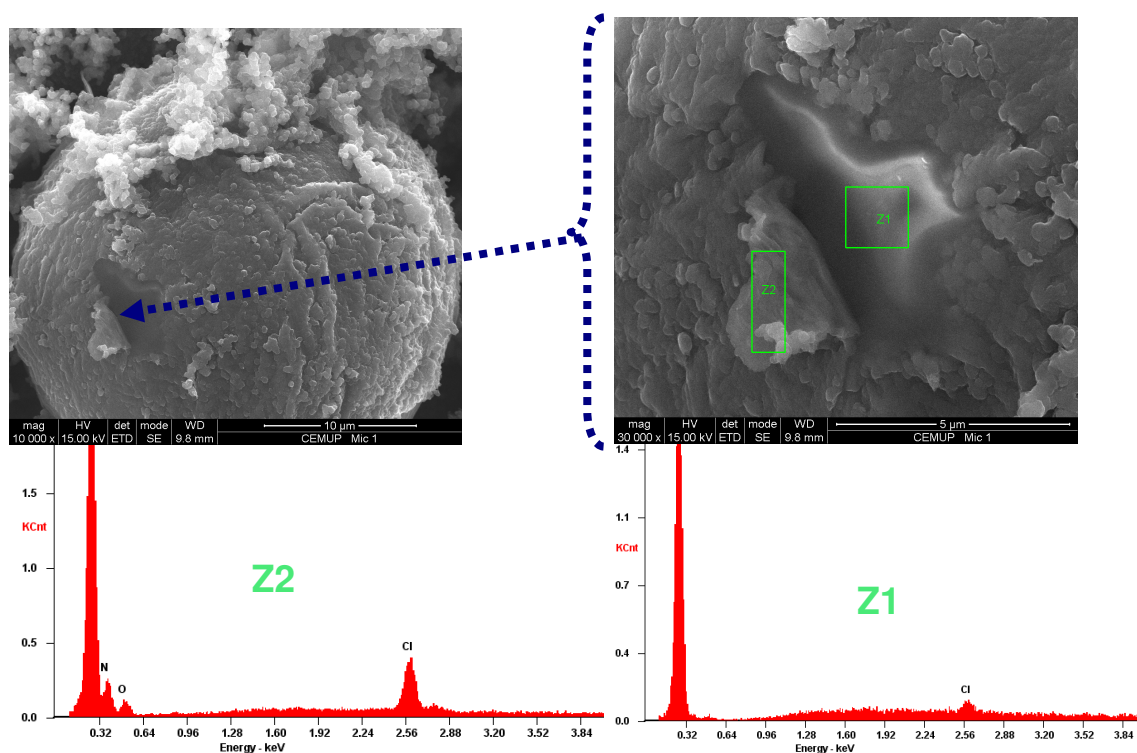 Z1
Z2
mag HV det mode WD 10 µm
10 000 x 15.00 kV ETD SE 9.8 mm CEMUP Mic 1
mag HV det mode WD 5 µm
30 000 x 15.00 kV ETD SE 9.8 mm CEMUP Mic 1
1.5
KCnt
1.0
Z2
0.5
N
O
Cl
0.0
0.32 0.64 0.96 1.28 1.60 1.92 2.24 2.56 2.88 3.20 3.52 3.84
Energy - keV
1.4
1.1
KCnt
0.7
Z1
0.4
Cl
0.0
0.32 0.64 0.96 1.28 1.60 1.92 2.24 2.56 2.88 3.20 3.52 3.84
Energy - keV